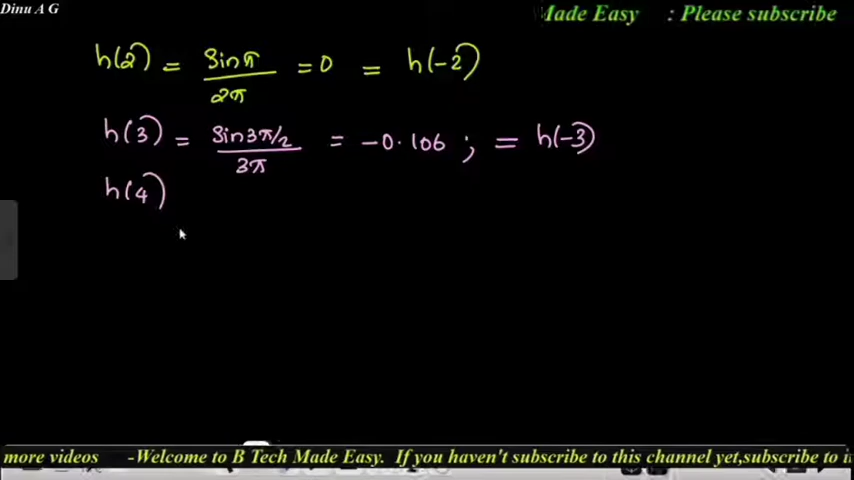 Dinu A G
Made Easy : Please subscribe
h(2) = sinπ/2π = 0 = h(-2)
h(3) = sin3π/2/3π = -0.106 ; = h(-3)
h(4)
more videos -Welcome to B Tech Made Easy. If you haven't subscribe to this channel yet,subscribe to i